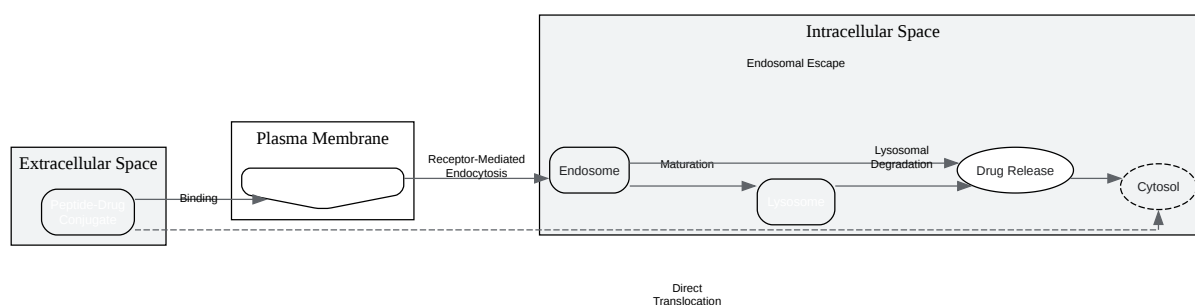 Intracellular Space
Endosomal Escape
Plasma Membrane
Extracellular Space
Receptor-Mediated
Endocytosis
Lysosomal
Degradation
Endosome
Maturation
Drug Release
Cytosol
Peptide-Drug
Conjugate
Binding
Lysosome
Direct
Translocation